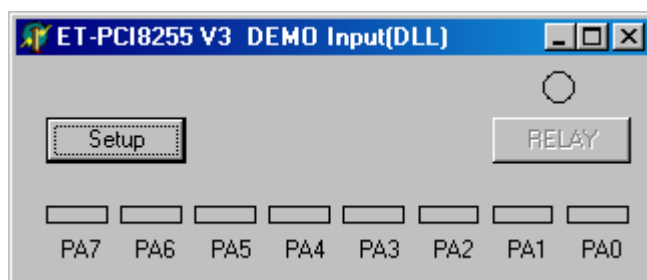 ET-PCI8255 V3 DEMO Input(DLL)
Setup
RELAY
PA7 PA6 PA5 PA4 PA3 PA2 PA1 PA0